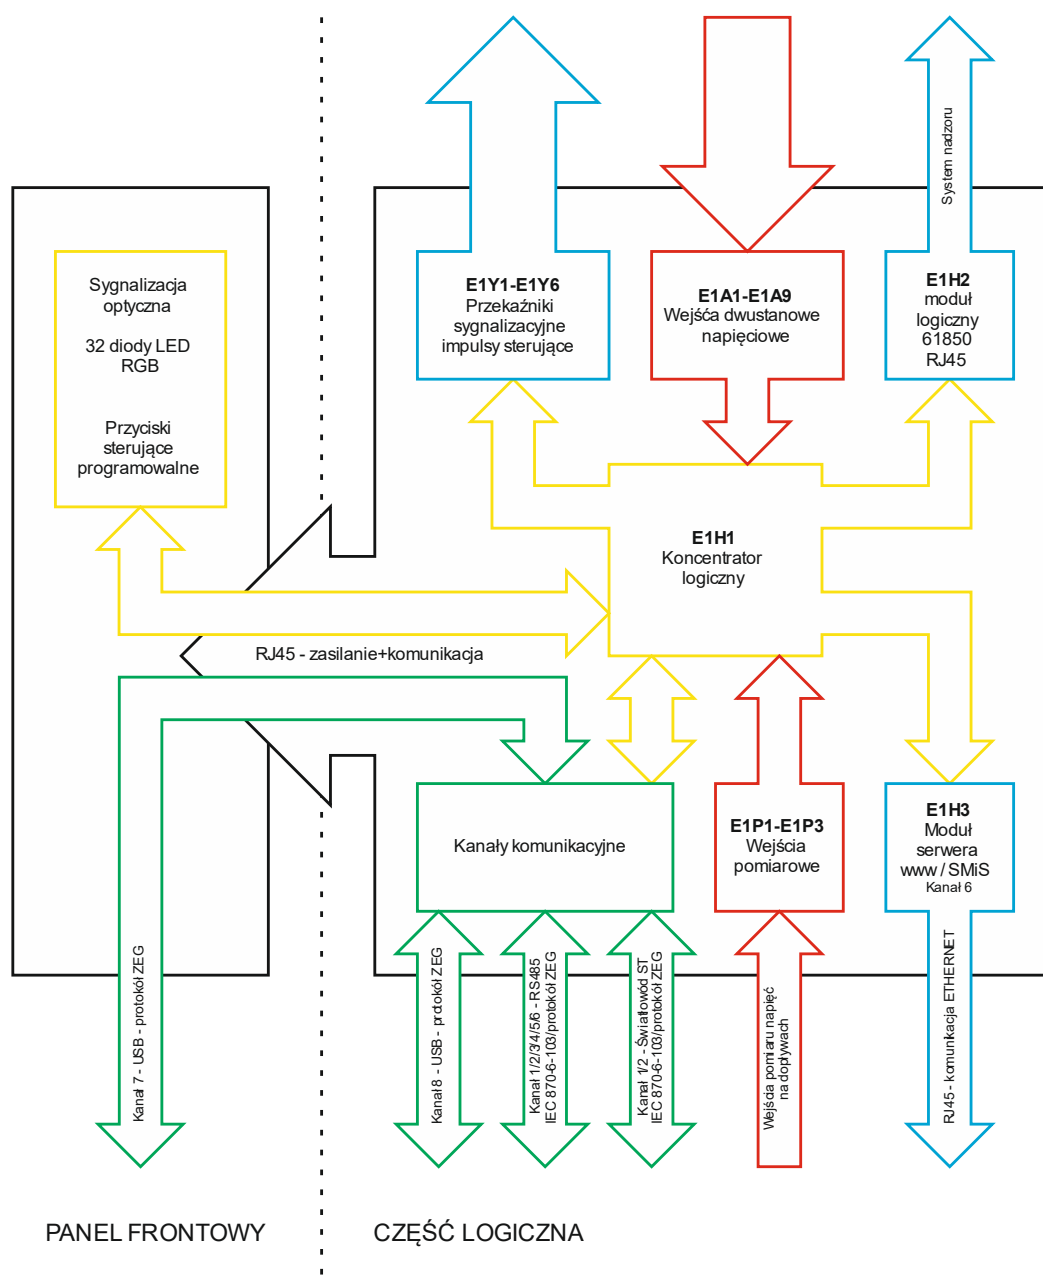 System nadzoru
Sygnalizacja
optyczna
32 diody LED
RGB
Przyciski
sterujące
programowalne
E1Y1-E1Y6
Przekaźniki
sygnalizacyjne
impulsy sterujące
E1A1-E1A9
Wejśća dwustanowe
napięciowe
E1H2
moduł
logiczny
61850
RJ45
E1H1
Koncentrator
logiczny
RJ45 - zasilanie+komunikacja
Kanały komunikacyjne
E1P1-E1P3
Wejścia
pomiarowe
E1H3
Moduł
serwera
www / SMiS
Kanał 6
Kanał 7 - USB - protokół ZEG
Kanał 8 - USB - protokół ZEG
Kanał 1/2/3/4/5/6 - RS485
IEC 870-6-103/protokół ZEG
Kanał 1/2 - Światłowód ST
IEC 870-6-103/protokół ZEG
Wejścia pomiaru napięć
na dopływach
RJ45 - komunikacja ETHERNET
PANEL FRONTOWY
CZĘŚĆ LOGICZNA